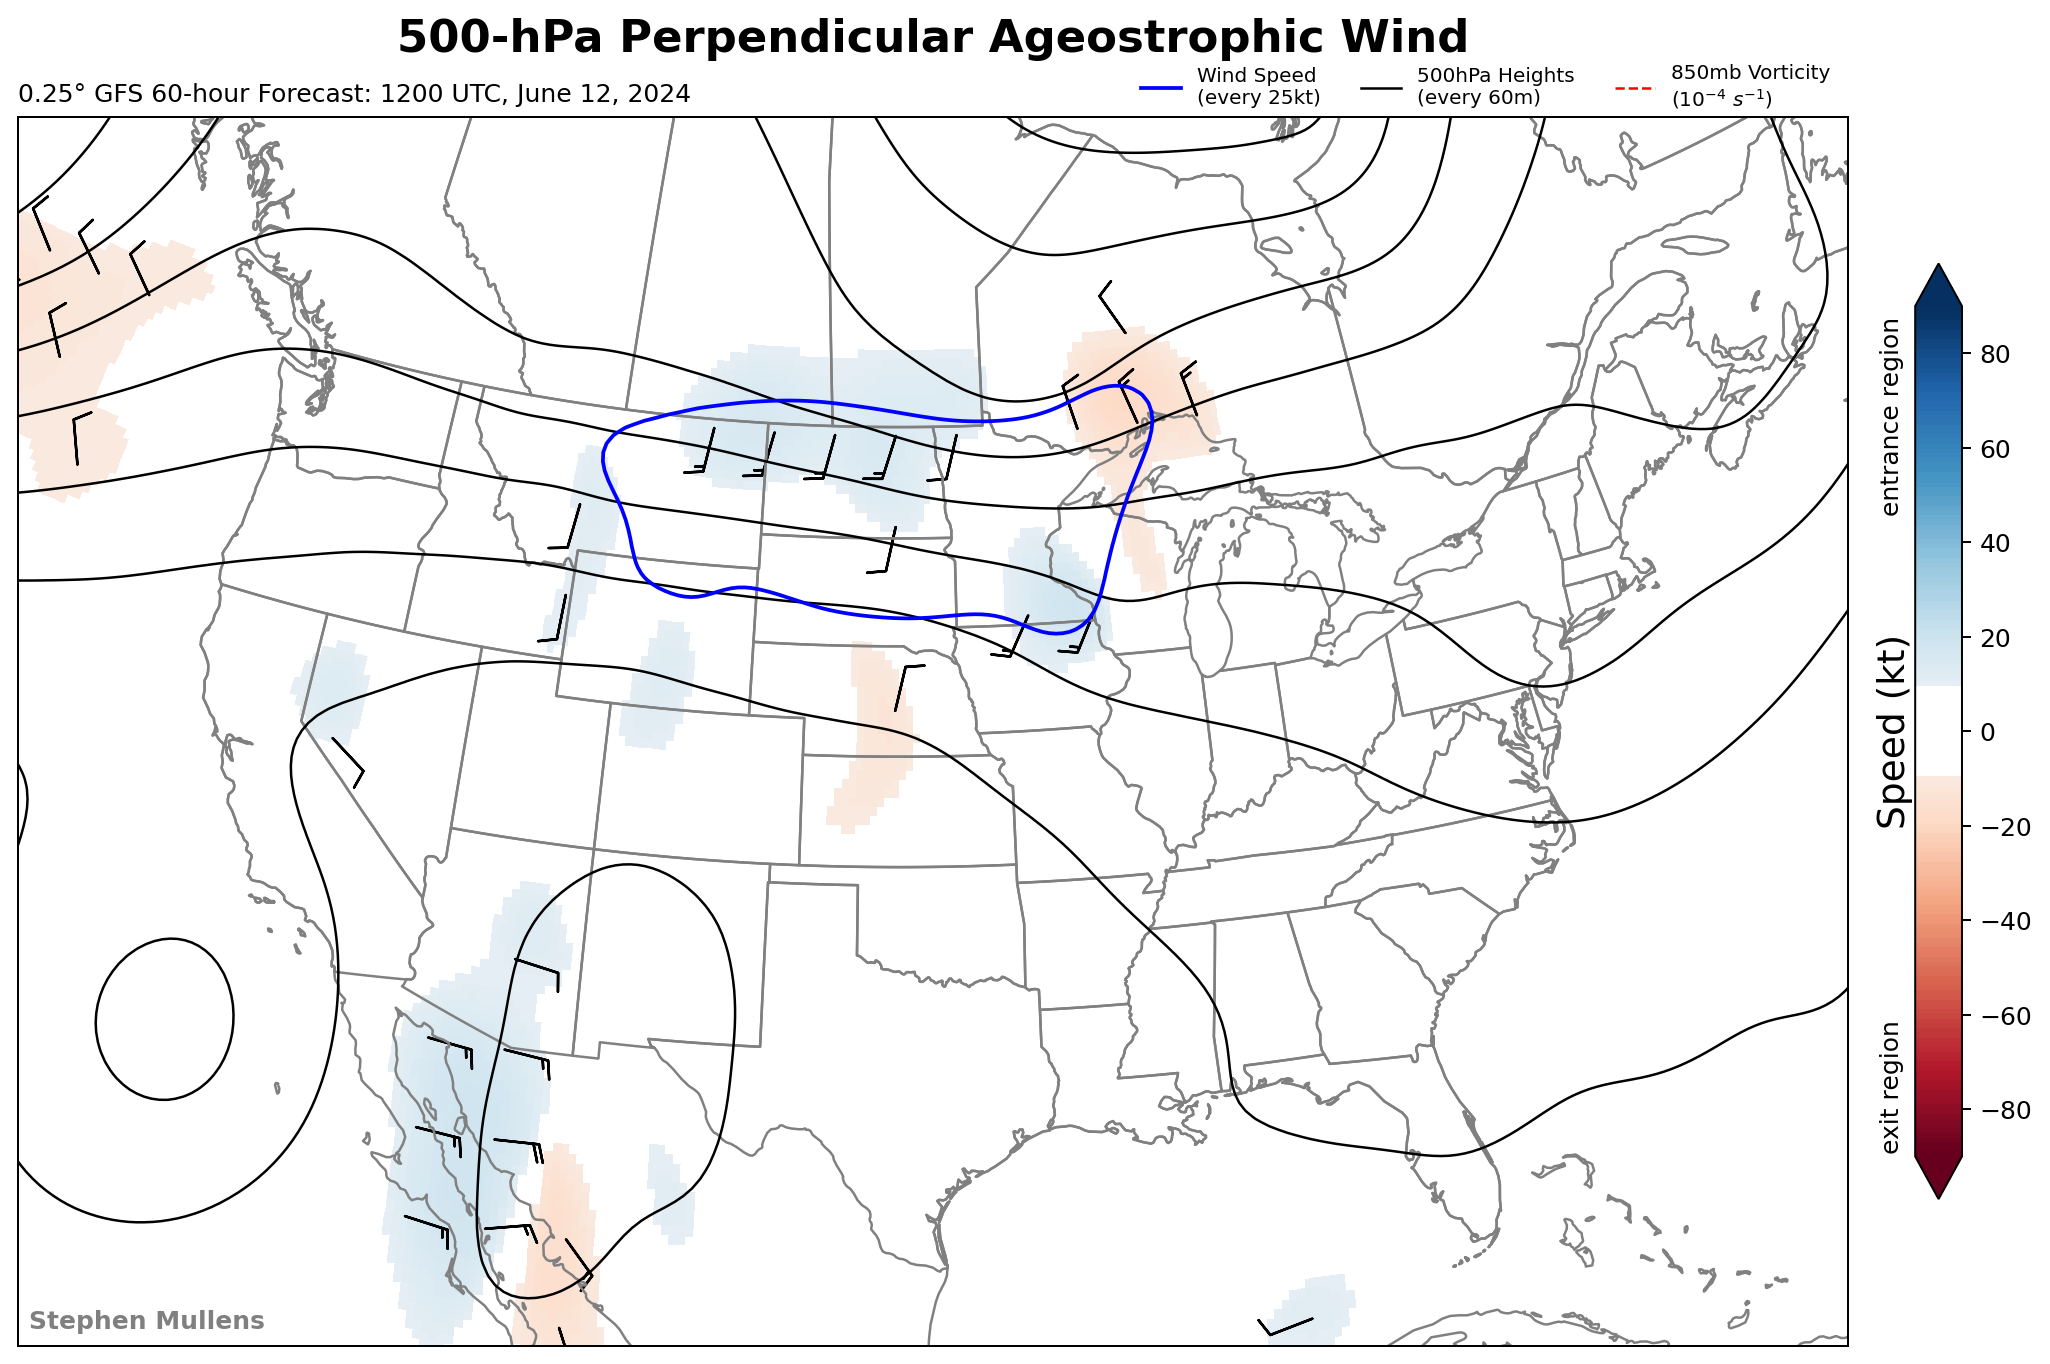 500-hPa Perpendicular Ageostrophic Wind
0.25° GFS 60-hour Forecast: 1200 UTC, June 12, 2024
Wind Speed
(every 25kt)
500hPa Heights
(every 60m)
850mb Vorticity
(10⁻⁴ s⁻¹)
entrance region
Speed (kt)
exit region
80
60
40
20
0
−20
−40
−60
−80
Stephen Mullens